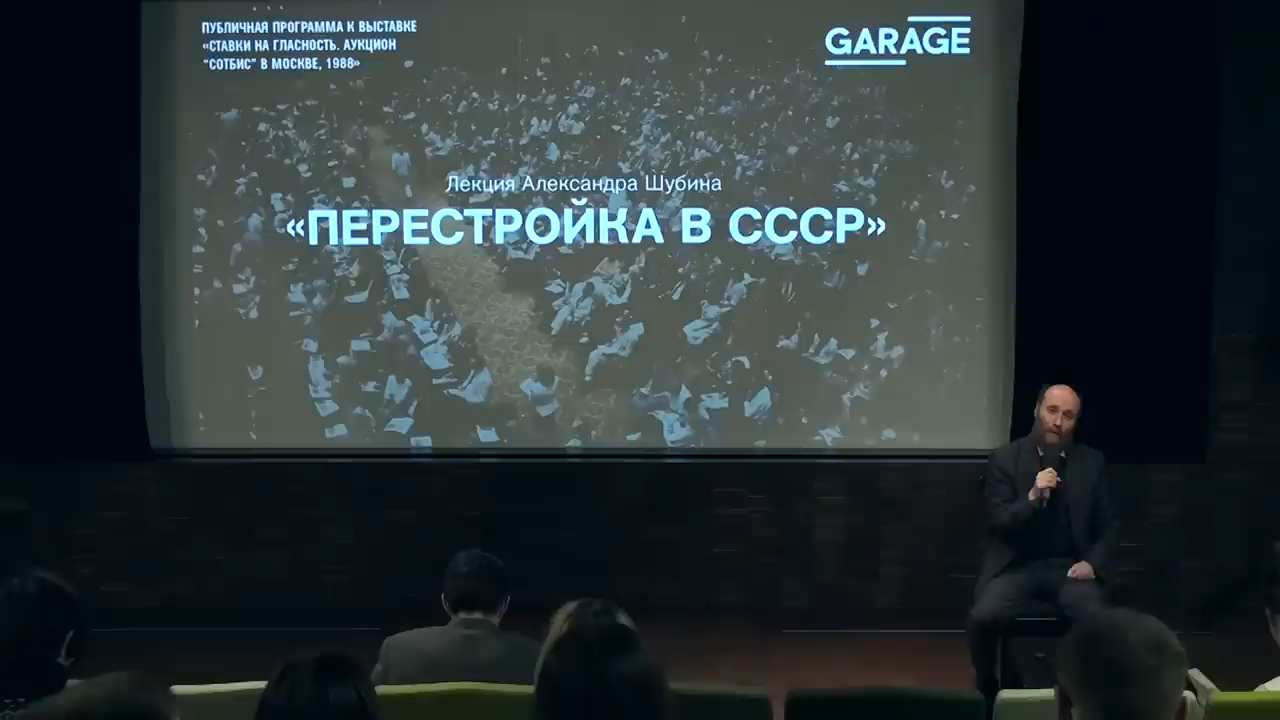 ПУБЛИЧНАЯ ПРОГРАММА К ВЫСТАВКЕ
«СТАВКИ НА ГЛАСНОСТЬ. АУКЦИОН
"СОТБИС" В МОСКВЕ, 1988»
GARAGE
Лекция Александра Шубина
«ПЕРЕСТРОЙКА В СССР»